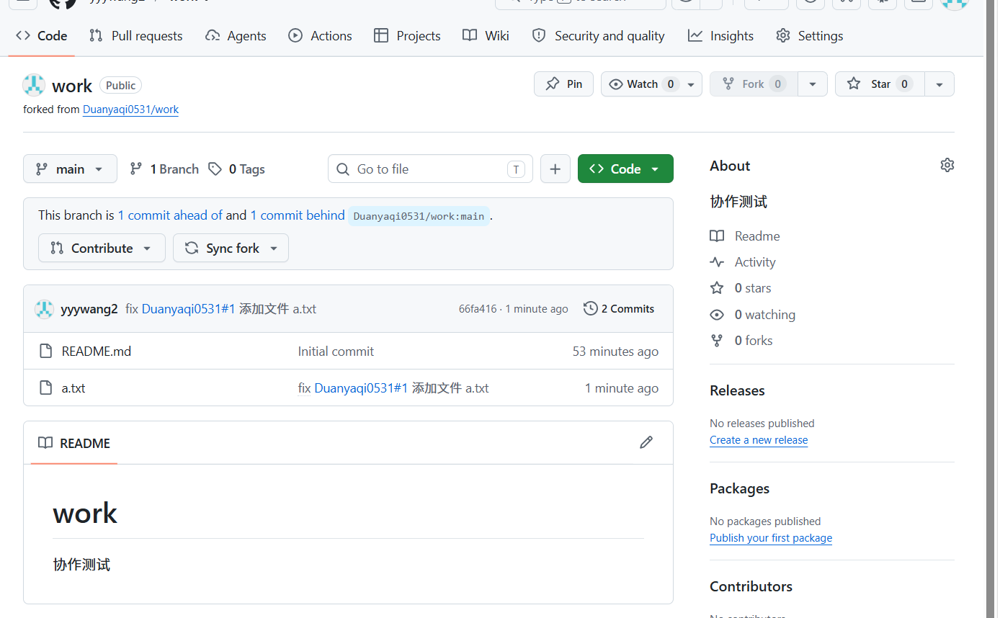 Code Pull requests Agents Actions Projects Wiki Security and quality Insights Settings
work Public Pin Watch 0 Fork 0 Star 0
forked from Duanyaqi0531/work
main 1 Branch 0 Tags Go to file T + Code
This branch is 1 commit ahead of and 1 commit behind Duanyaqi0531/work:main .
Contribute Sync fork
yyywang2 fix Duanyaqi0531#1 添加文件 a.txt 66fa416 · 1 minute ago 2 Commits
README.md Initial commit 53 minutes ago
a.txt fix Duanyaqi0531#1 添加文件 a.txt 1 minute ago
README
work
协作测试
About
协作测试
Readme
Activity
0 stars
0 watching
0 forks
Releases
No releases published
Create a new release
Packages
No packages published
Publish your first package
Contributors